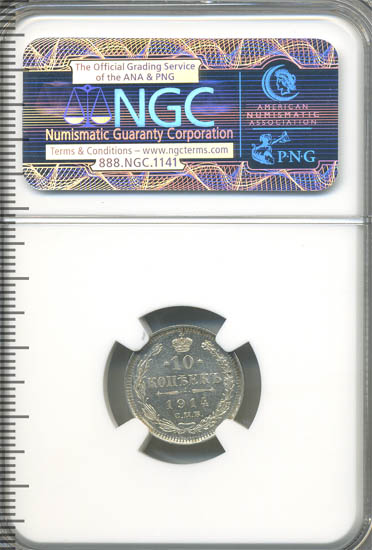 The Official Grading Service
of the ANA & PNG
NGC
Numismatic Guaranty Corporation
Terms & Conditions – www.ngcterms.com
888.NGC.1141
AMERICAN
NUMISMATIC
ASSOCIATION
PNG
10
КОПѢЕКЪ
1914
С.П.Б.